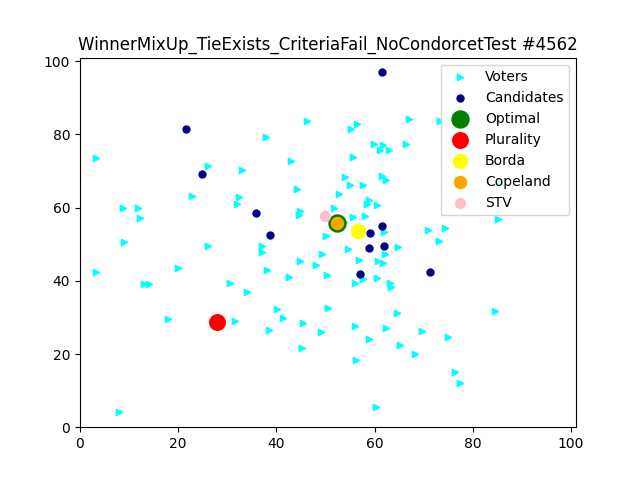 WinnerMixUp_TieExists_CriteriaFail_NoCondorcetTest #4562
100
80
60
40
20
0
0
20
40
60
80
100
Voters
Candidates
Optimal
Plurality
Borda
Copeland
STV